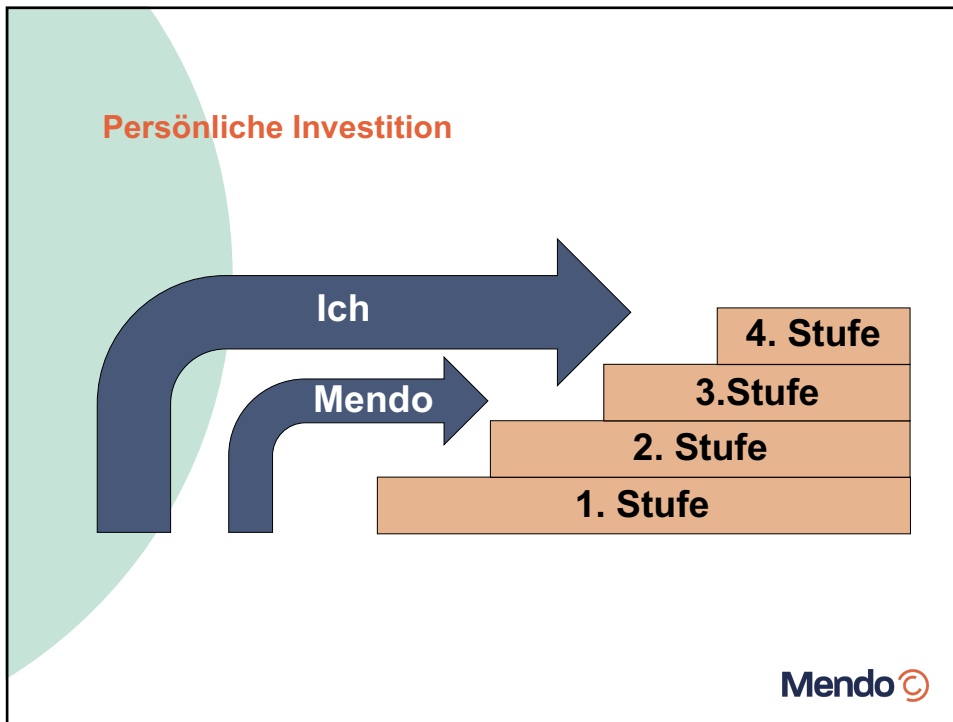 Persönliche Investition
Ich
Mendo
4. Stufe
3.Stufe
2. Stufe
1. Stufe
Mendo